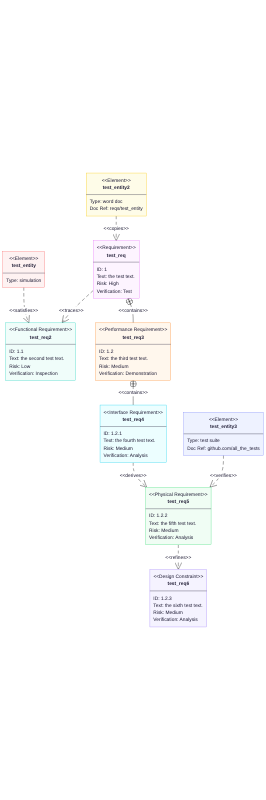 <<Element>>
test_entity2
Type: word doc
Doc Ref: reqs/test_entity
<<copies>>
<<Requirement>>
test_req
ID: 1
Text: the test text.
Risk: High
Verification: Test
<<Element>>
test_entity
Type: simulation
<<satisfies>>
<<traces>>
<<contains>>
<<Functional Requirement>>
test_req2
ID: 1.1
Text: the second test text.
Risk: Low
Verification: Inspection
<<Performance Requirement>>
test_req3
ID: 1.2
Text: the third test text.
Risk: Medium
Verification: Demonstration
<<contains>>
<<Interface Requirement>>
test_req4
ID: 1.2.1
Text: the fourth test text.
Risk: Medium
Verification: Analysis
<<Element>>
test_entity3
Type: test suite
Doc Ref: github.com/all_the_tests
<<derives>>
<<verifies>>
<<Physical Requirement>>
test_req5
ID: 1.2.2
Text: the fifth test text.
Risk: Medium
Verification: Analysis
<<refines>>
<<Design Constraint>>
test_req6
ID: 1.2.3
Text: the sixth test text.
Risk: Medium
Verification: Analysis